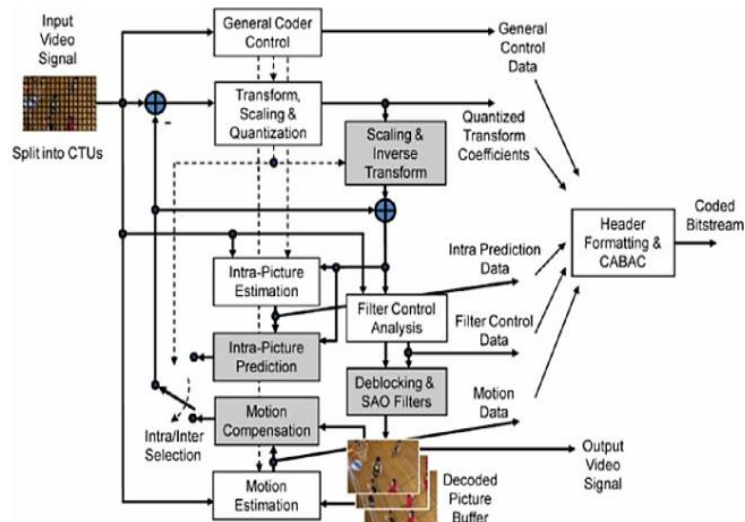 Input
Video
Signal
Split into CTUs
General Coder
Control
Transform,
Scaling &
Quantization
Scaling &
Inverse
Transform
Intra-Picture
Estimation
Intra-Picture
Prediction
Motion
Compensation
Motion
Estimation
Intra/Inter
Selection
Filter Control
Analysis
Deblocking &
SAO Filters
Decoded
Picture
Buffer
General
Control
Data
Quantized
Transform
Coefficients
Intra Prediction
Data
Filter Control
Data
Motion
Data
Header
Formatting &
CABAC
Coded
Bitstream
Output
Video
Signal
-